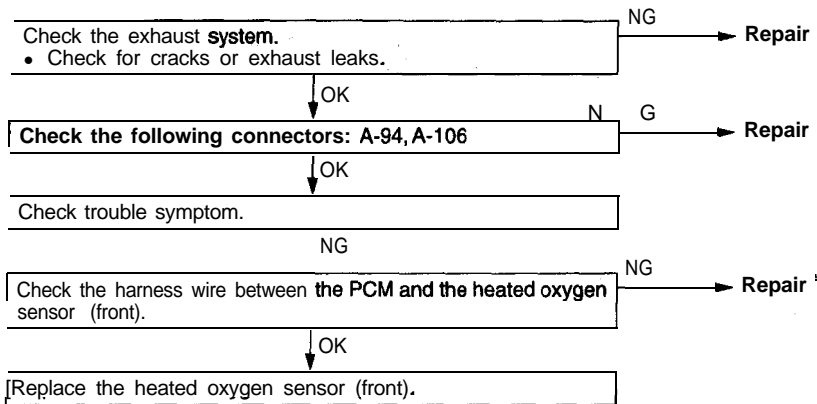 NG
Check the exhaust system. Repair
• Check for cracks or exhaust leaks.
OK
N G
Check the following connectors: A-94, A-106 Repair
OK
Check trouble symptom.
NG
NG
Check the harness wire between the PCM and the heated oxygen Repair
sensor (front).
OK
Replace the heated oxygen sensor (front).